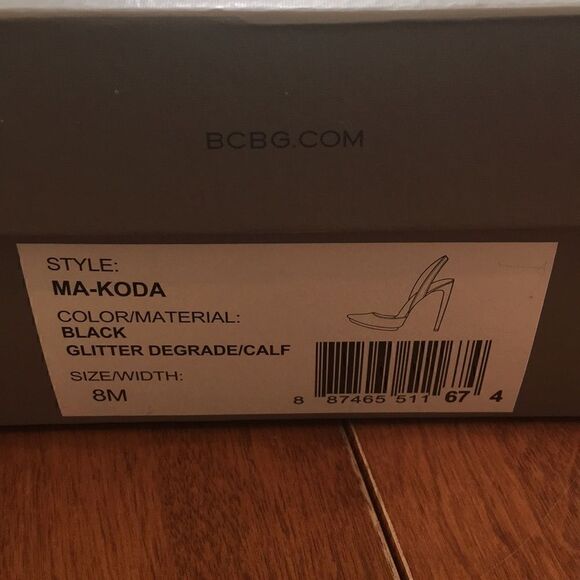 BCBG.COM
STYLE:
MA-KODA
COLOR/MATERIAL:
BLACK
GLITTER DEGRADE/CALF
SIZE/WIDTH:
8M
8 87465 511 67 4